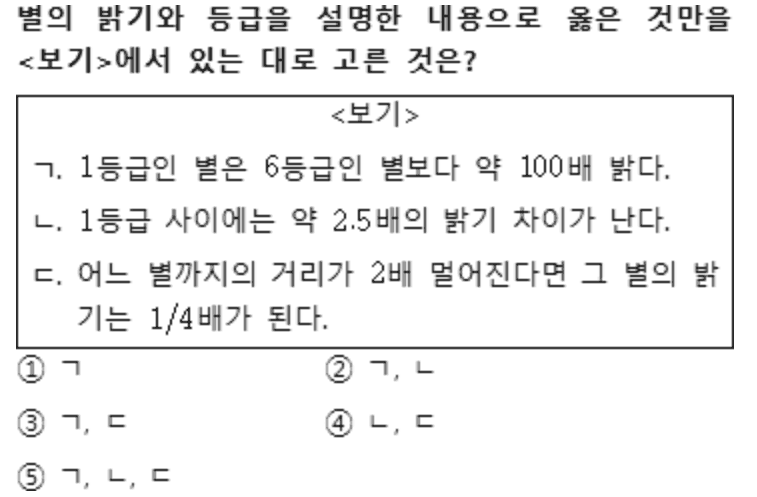 별의 밝기와 등급을 설명한 내용으로 옳은 것만을
<보기>에서 있는 대로 고른 것은?
<보기>
ㄱ. 1등급인 별은 6등급인 별보다 약 100배 밝다.
ㄴ. 1등급 사이에는 약 2.5배의 밝기 차이가 난다.
ㄷ. 어느 별까지의 거리가 2배 멀어진다면 그 별의 밝
기는 1/4배가 된다.
① ㄱ ② ㄱ, ㄴ
③ ㄱ, ㄷ ④ ㄴ, ㄷ
⑤ ㄱ, ㄴ, ㄷ